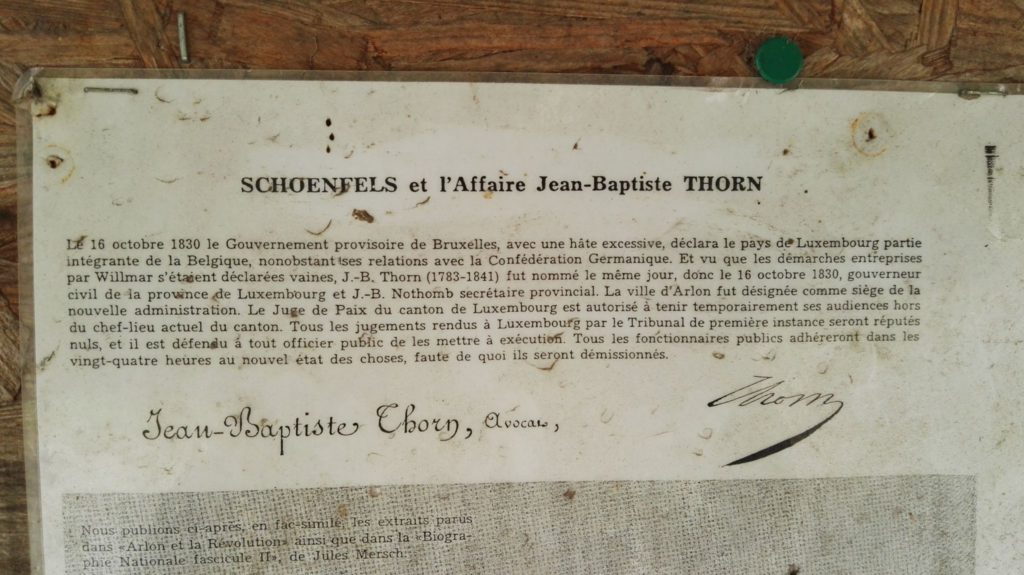 SCHOENFELS et l'Affaire Jean-Baptiste THORN
Le 16 octobre 1830 le Gouvernement provisoire de Bruxelles, avec une hâte excessive, déclara le pays de Luxembourg partie
intégrante de la Belgique, nonobstant ses relations avec la Confédération Germanique. Et vu que les démarches entreprises
par Willmar s'étaient déclarées vaines, J.-B. Thorn (1783-1841) fut nommé le même jour, donc le 16 octobre 1830, gouverneur
civil de la province de Luxembourg et J.-B. Nothomb secrétaire provincial. La ville d'Arlon fut désignée comme siège de la
nouvelle administration. Le Juge de Paix du canton de Luxembourg est autorisé à tenir temporairement ses audiences hors
du chef-lieu actuel du canton. Tous les jugements rendus à Luxembourg par le Tribunal de première instance seront réputés
nuls, et il est défendu à tout officier public de les mettre à exécution. Tous les fonctionnaires publics adhéreront dans les
vingt-quatre heures au nouvel état des choses, faute de quoi ils seront démissionnés.
Jean-Baptiste Thorn, Avocat,
Thorn
Nous publions ci-après, en fac-similé, les extraits parus
dans «Arlon et la Révolution» ainsi que dans la «Biogra-
phie Nationale fascicule II», de Jules Mersch: